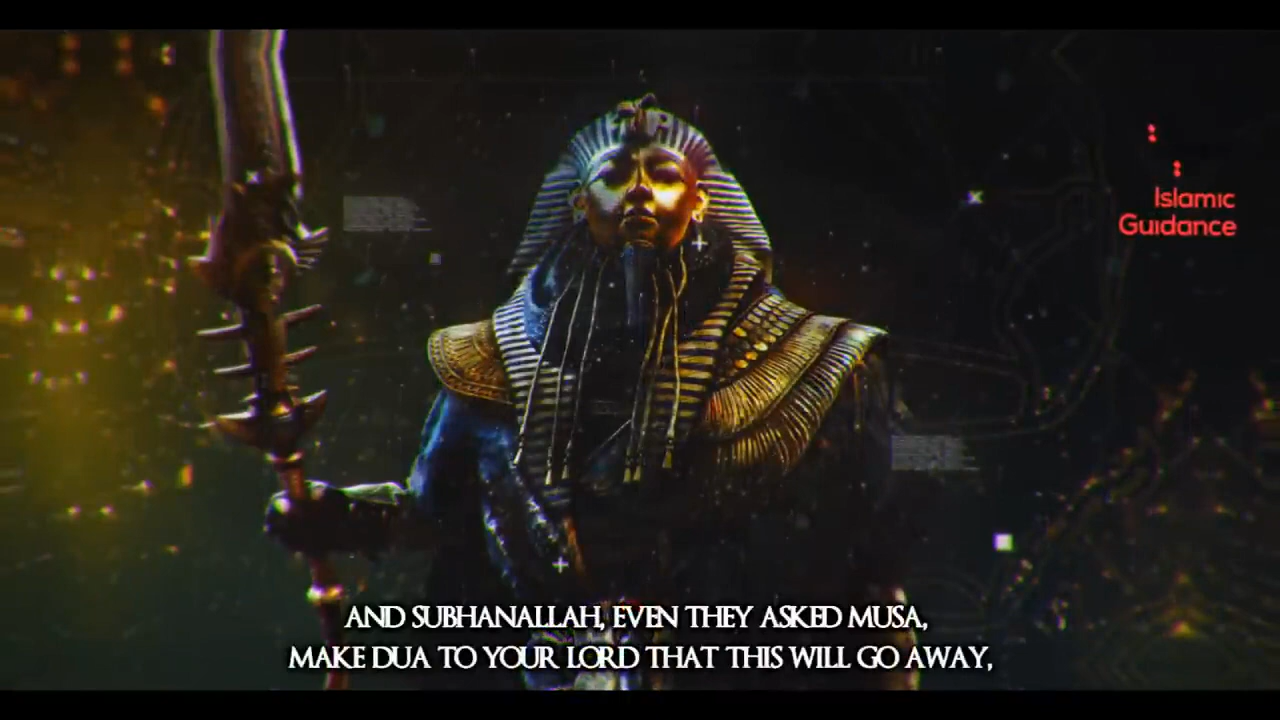 Islamic
Guidance
AND SUBHANALLAH, EVEN THEY ASKED MUSA,
MAKE DUA TO YOUR LORD THAT THIS WILL GO AWAY,